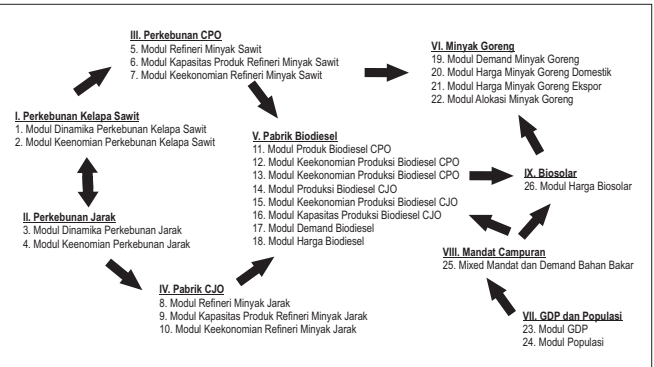 III. Perkebunan CPO
5. Modul Refineri Minyak Sawit
6. Modul Kapasitas Produk Refineri Minyak Sawit
7. Modul Keekonomian Refineri Minyak Sawit
VI. Minyak Goreng
19. Modul Demand Minyak Goreng
20. Modul Harga Minyak Goreng Domestik
21. Modul Harga Minyak Goreng Ekspor
22. Modul Alokasi Minyak Goreng
I. Perkebunan Kelapa Sawit
1. Modul Dinamika Perkebunan Kelapa Sawit
2. Modul Keenomian Perkebunan Kelapa Sawit
V. Pabrik Biodiesel
11. Modul Produk Biodiesel CPO
12. Modul Keekonomian Produksi Biodiesel CPO
13. Modul Keekonomian Produksi Biodiesel CPO
14. Modul Produksi Biodiesel CJO
15. Modul Keekonomian Produksi Biodiesel CJO
16. Modul Kapasitas Produksi Biodiesel CJO
17. Modul Demand Biodiesel
18. Modul Harga Biodiesel
IX. Biosolar
26. Modul Harga Biosolar
II. Perkebunan Jarak
3. Modul Dinamika Perkebunan Jarak
4. Modul Keenomian Perkebunan Jarak
VIII. Mandat Campuran
25. Mixed Mandat dan Demand Bahan Bakar
IV. Pabrik CJO
8. Modul Refineri Minyak Jarak
9. Modul Kapasitas Produk Refineri Minyak Jarak
10. Modul Keekonomian Refineri Minyak Jarak
VII. GDP dan Populasi
23. Modul GDP
24. Modul Populasi